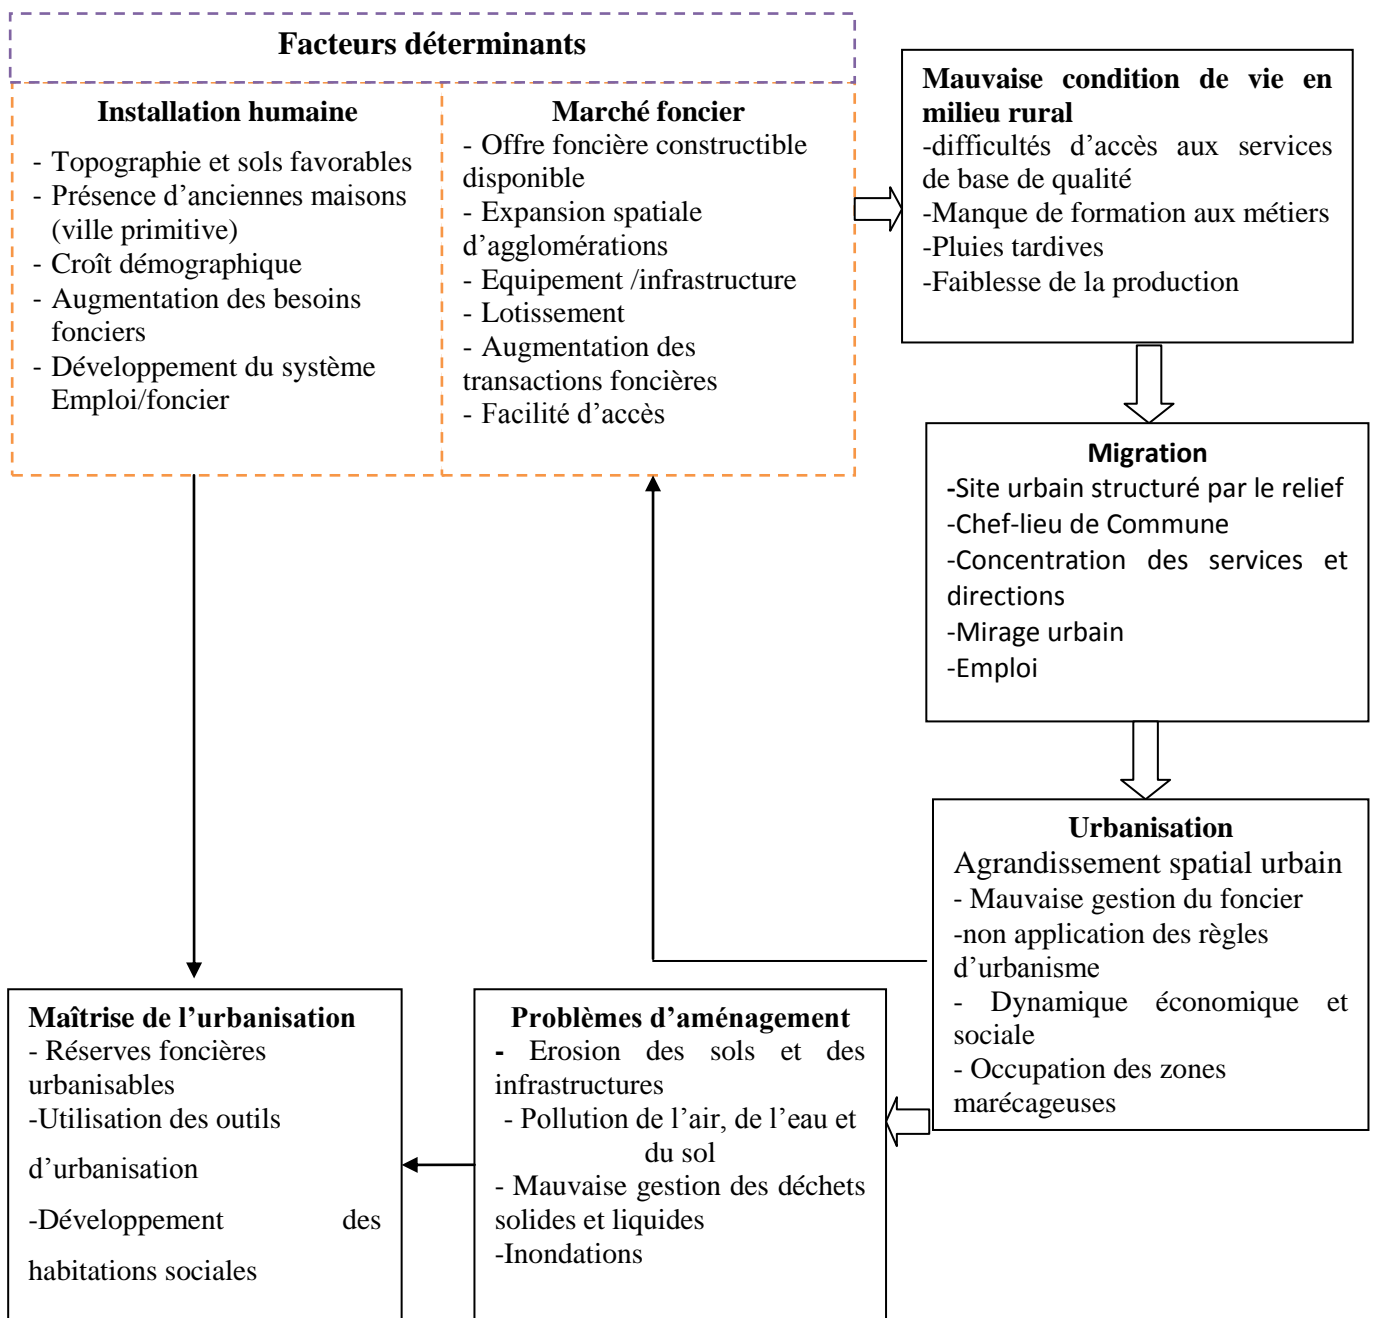 Facteurs déterminants
Installation humaine
- Topographie et sols favorables
- Présence d’anciennes maisons
(ville primitive)
- Croît démographique
- Augmentation des besoins
fonciers
- Développement du système
Emploi/foncier
Marché foncier
- Offre foncière constructible
disponible
- Expansion spatiale
d’agglomérations
- Equipement /infrastructure
- Lotissement
- Augmentation des
transactions foncières
- Facilité d’accès
Mauvaise condition de vie en
milieu rural
-difficultés d’accès aux services
de base de qualité
-Manque de formation aux métiers
-Pluies tardives
-Faiblesse de la production
Migration
-Site urbain structuré par le relief
-Chef-lieu de Commune
-Concentration des services et
directions
-Mirage urbain
-Emploi
Urbanisation
Agrandissement spatial urbain
- Mauvaise gestion du foncier
-non application des règles
d’urbanisme
- Dynamique économique et
sociale
- Occupation des zones
marécageuses
Problèmes d’aménagement
- Erosion des sols et des
infrastructures
- Pollution de l’air, de l’eau et
du sol
- Mauvaise gestion des déchets
solides et liquides
-Inondations
Maîtrise de l’urbanisation
- Réserves foncières
urbanisables
-Utilisation des outils
d’urbanisation
-Développement des
habitations sociales